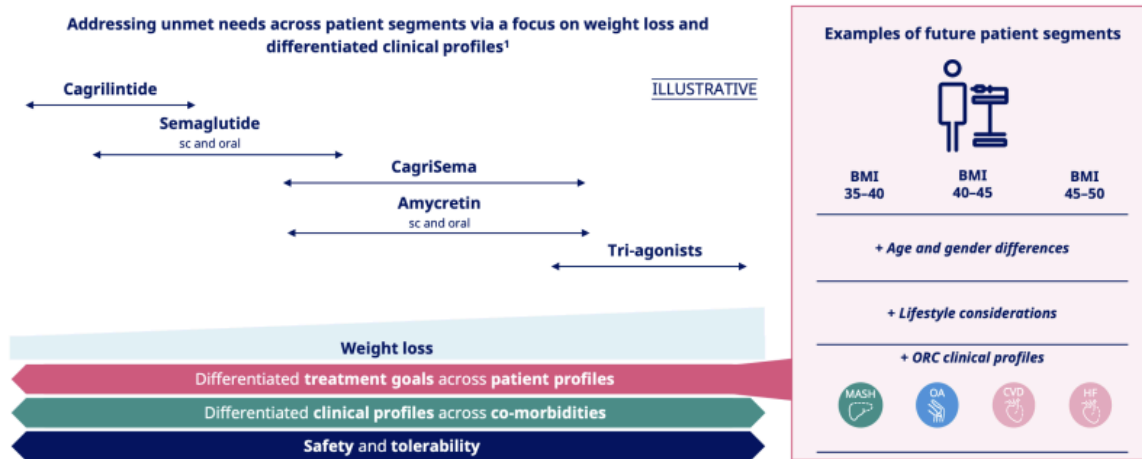 Addressing unmet needs across patient segments via a focus on weight loss and
differentiated clinical profiles¹
ILLUSTRATIVE
Cagrilintide
Semaglutide
sc and oral
CagriSema
Amycretin
sc and oral
Tri-agonists
Weight loss
Differentiated treatment goals across patient profiles
Differentiated clinical profiles across co-morbidities
Safety and tolerability
Examples of future patient segments
BMI
35–40
BMI
40–45
BMI
45–50
+ Age and gender differences
+ Lifestyle considerations
+ ORC clinical profiles
MASH
OA
CVD
HF